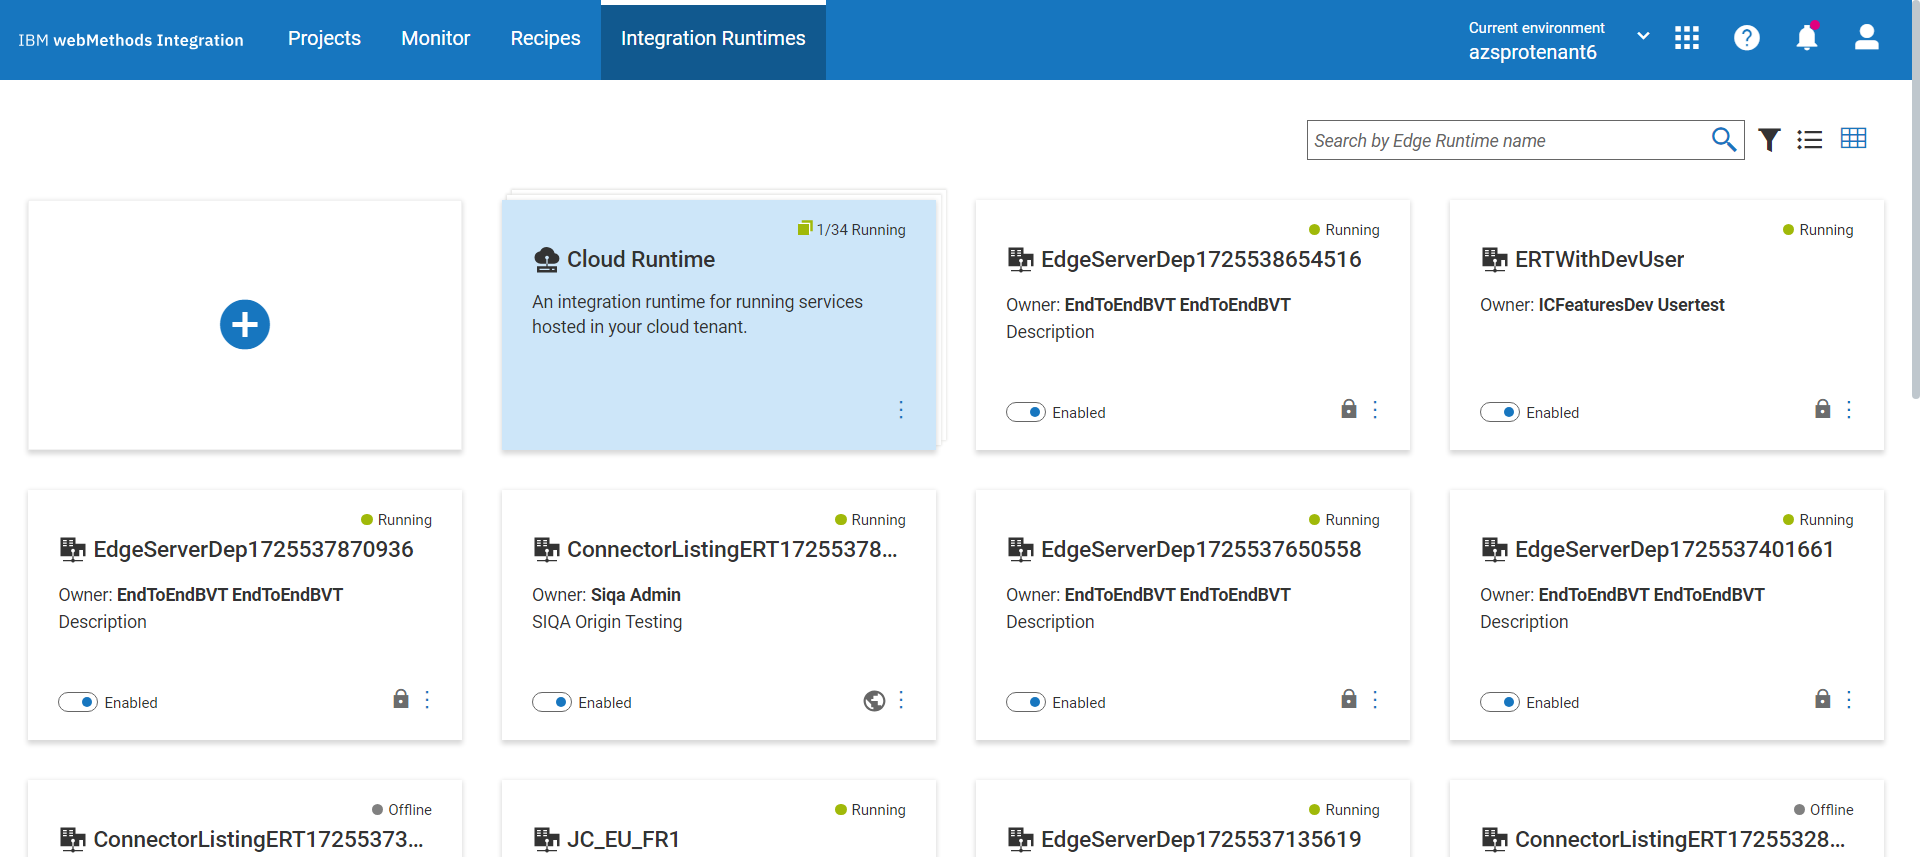 IBM webMethods Integration
Projects
Monitor
Recipes
Integration Runtimes
Current environment
azsprotenant6
Search by Edge Runtime name
1/34 Running
Cloud Runtime
An integration runtime for running services
hosted in your cloud tenant.
Running
EdgeServerDep1725538654516
Owner: EndToEndBVT EndToEndBVT
Description
Enabled
Running
ERTWithDevUser
Owner: ICFeaturesDev Usertest
Enabled
Running
EdgeServerDep1725537870936
Owner: EndToEndBVT EndToEndBVT
Description
Enabled
Running
ConnectorListingERT17255378...
Owner: Siqa Admin
SIQA Origin Testing
Enabled
Running
EdgeServerDep1725537650558
Owner: EndToEndBVT EndToEndBVT
Description
Enabled
Running
EdgeServerDep1725537401661
Owner: EndToEndBVT EndToEndBVT
Description
Enabled
Offline
ConnectorListingERT17255373...
Running
JC_EU_FR1
Running
EdgeServerDep1725537135619
Offline
ConnectorListingERT17255328...